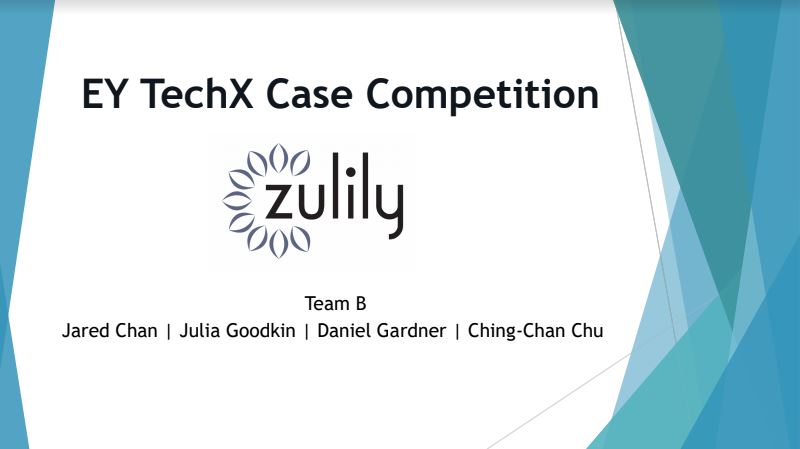 EY TechX Case Competition
zulily
Team B
Jared Chan | Julia Goodkin | Daniel Gardner | Ching-Chan Chu